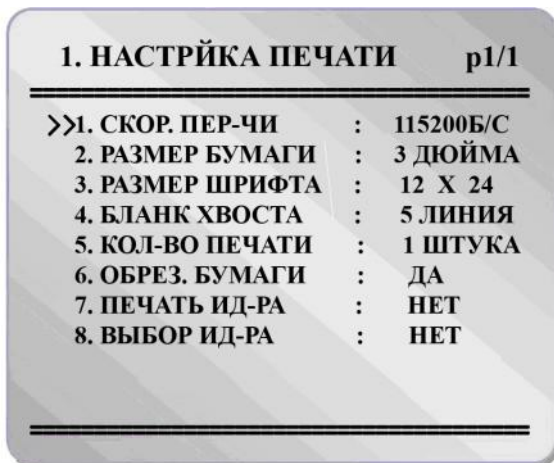 1. НАСТРЙКА ПЕЧАТИ p1/1
>>1. СКОР. ПЕР-ЧИ : 115200Б/С
2. РАЗМЕР БУМАГИ : 3 ДЮЙМА
3. РАЗМЕР ШРИФТА : 12 X 24
4. БЛАНК ХВОСТА : 5 ЛИНИЯ
5. КОЛ-ВО ПЕЧАТИ : 1 ШТУКА
6. ОБРЕЗ. БУМАГИ : ДА
7. ПЕЧАТЬ ИД-РА : НЕТ
8. ВЫБОР ИД-РА : НЕТ